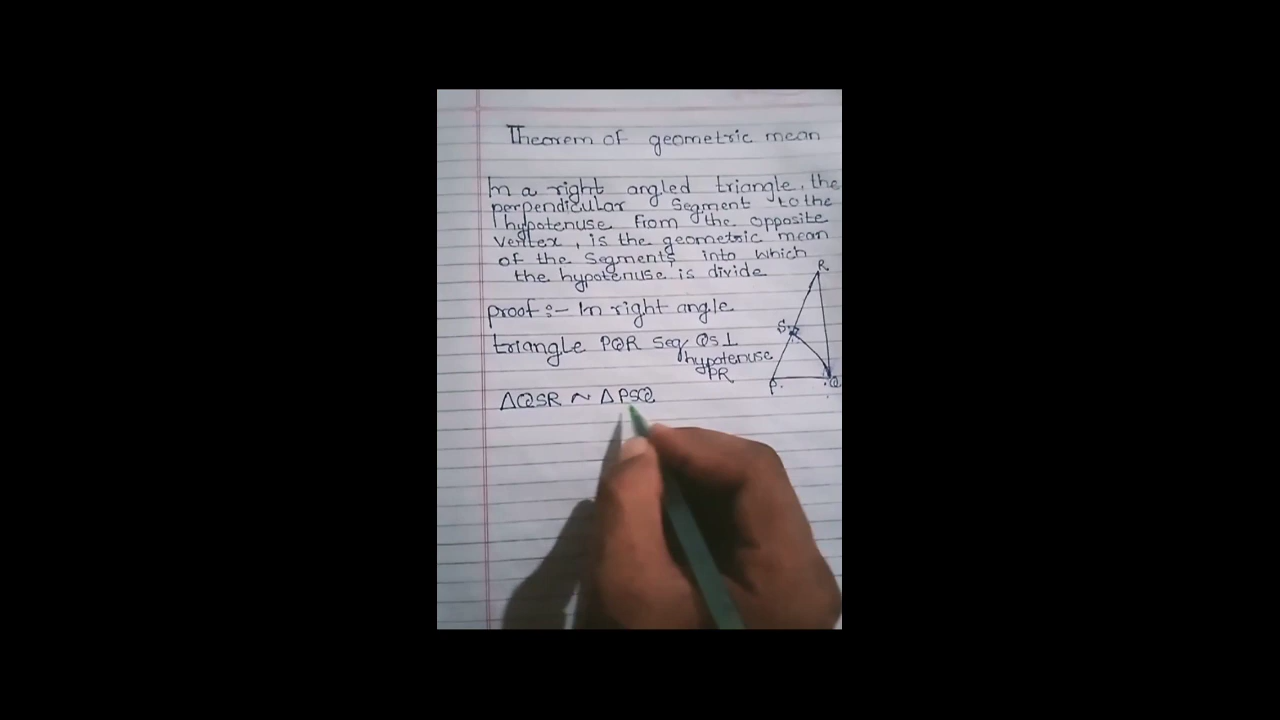 Theorem of geometric mean
In a right angled triangle, the
perpendicular Segment to the
hypotenuse from the opposite
vertex, is the geometric mean
of the segments into which
the hypotenuse is divide
R
proof :- In right angle
S
triangle PQR seg QS ⊥
hypotenuse
PR
P. Q
ΔQSR ~ ΔPSQ